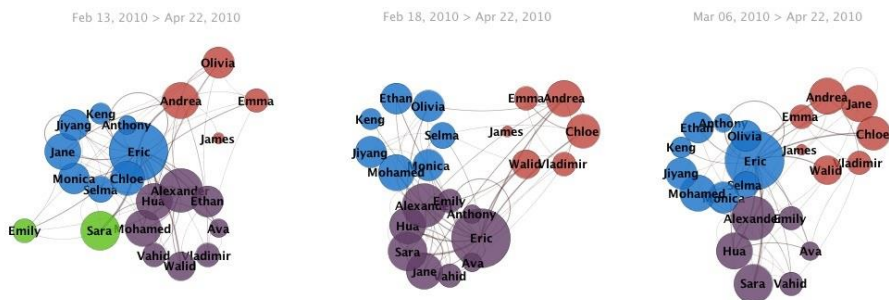 Feb 13, 2010 > Apr 22, 2010
Olivia
Andrea
Emma
Keng
Jiyang
Anthony
James
Jane
Eric
Monica
Chloe
Selma
Alexander
Hua
Ethan
Emily
Sara
Mohamed
Ava
Vahid
Vladimir
Walid
Feb 18, 2010 > Apr 22, 2010
Ethan
Olivia
Emma
Andrea
Keng
Selma
James
Chloe
Jiyang
Mohamed
Monica
Walid
Vladimir
Alexand
Emily
Anthony
Hua
Eric
Sara
Ava
Jane
Vahid
Mar 06, 2010 > Apr 22, 2010
Andrea
Jane
Emma
Ethan
Anthony
Olivia
Chloe
Keng
James
Eric
Walid
Vladimir
Jiyang
Selma
Mohamed
Monica
Alexander
Emily
Hua
Ava
Sara
Vahid